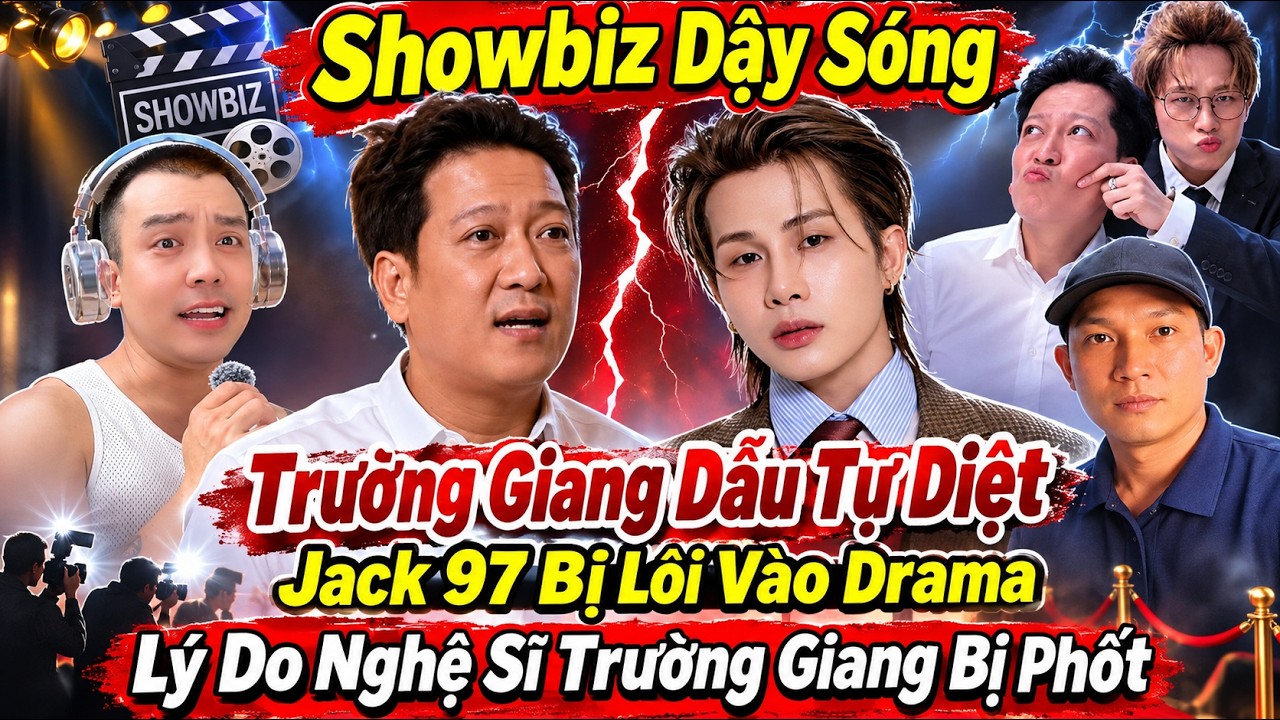 Showbiz Dậy Sóng
SHOWBIZ
Trường Giang Dẫu Tự Diệt
Jack 97 Bị Lôi Vào Drama
Lý Do Nghệ Sĩ Trường Giang Bị Phốt